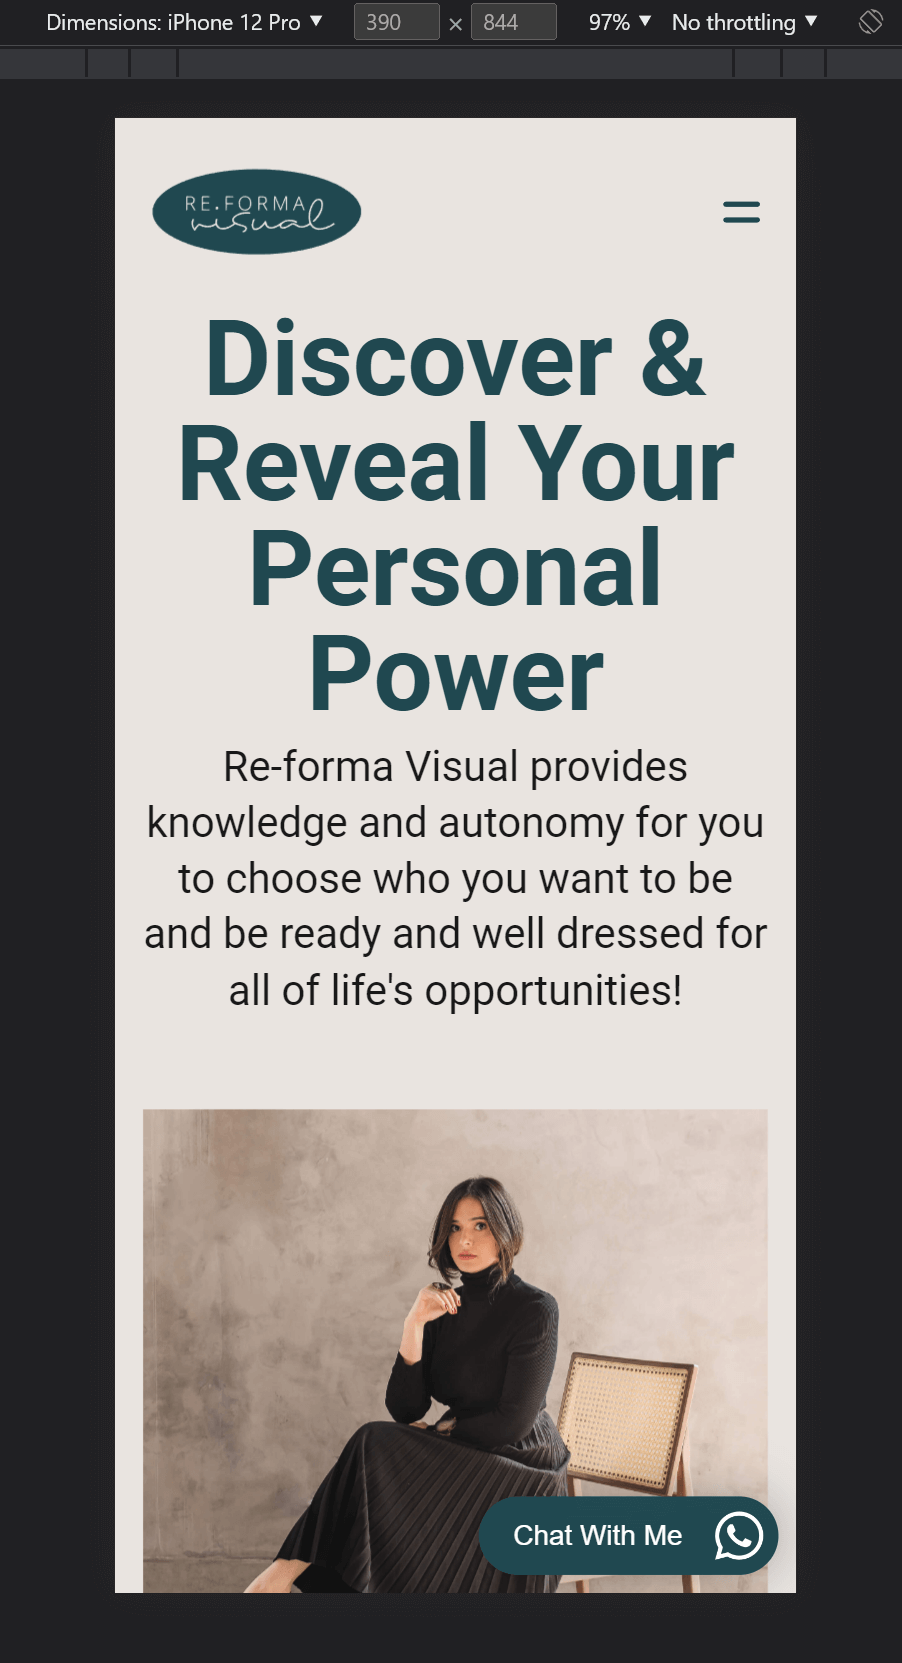 Dimensions: iPhone 12 Pro ▼ 390 × 844 97% ▼ No throttling ▼
RE.FORMA
visual
Discover &
Reveal Your
Personal
Power
Re-forma Visual provides
knowledge and autonomy for you
to choose who you want to be
and be ready and well dressed for
all of life's opportunities!
Chat With Me